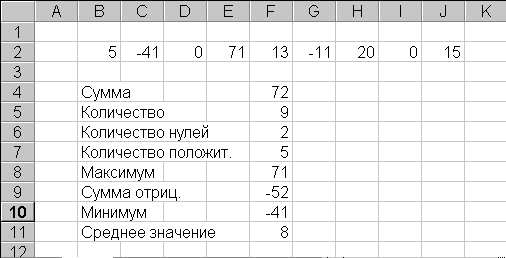 A B C D E F G H I J K
1
2 5 -41 0 71 13 -11 20 0 15
3
4 Сумма 72
5 Количество 9
6 Количество нулей 2
7 Количество положит. 5
8 Максимум 71
9 Сумма отриц. -52
10 Минимум -41
11 Среднее значение 8
12